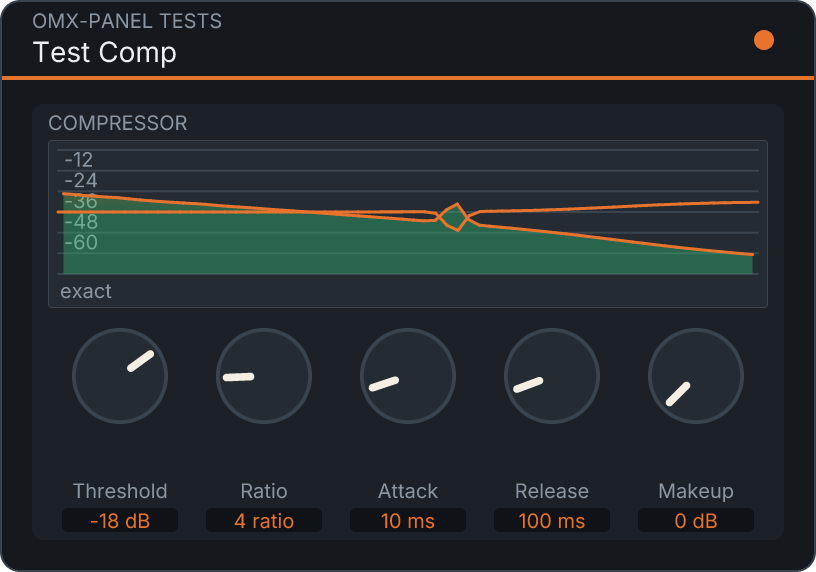 OMX-PANEL TESTS
Test Comp
COMPRESSOR
-12
-24
-36
-48
-60
exact
Threshold Ratio Attack Release Makeup
-18 dB 4 ratio 10 ms 100 ms 0 dB